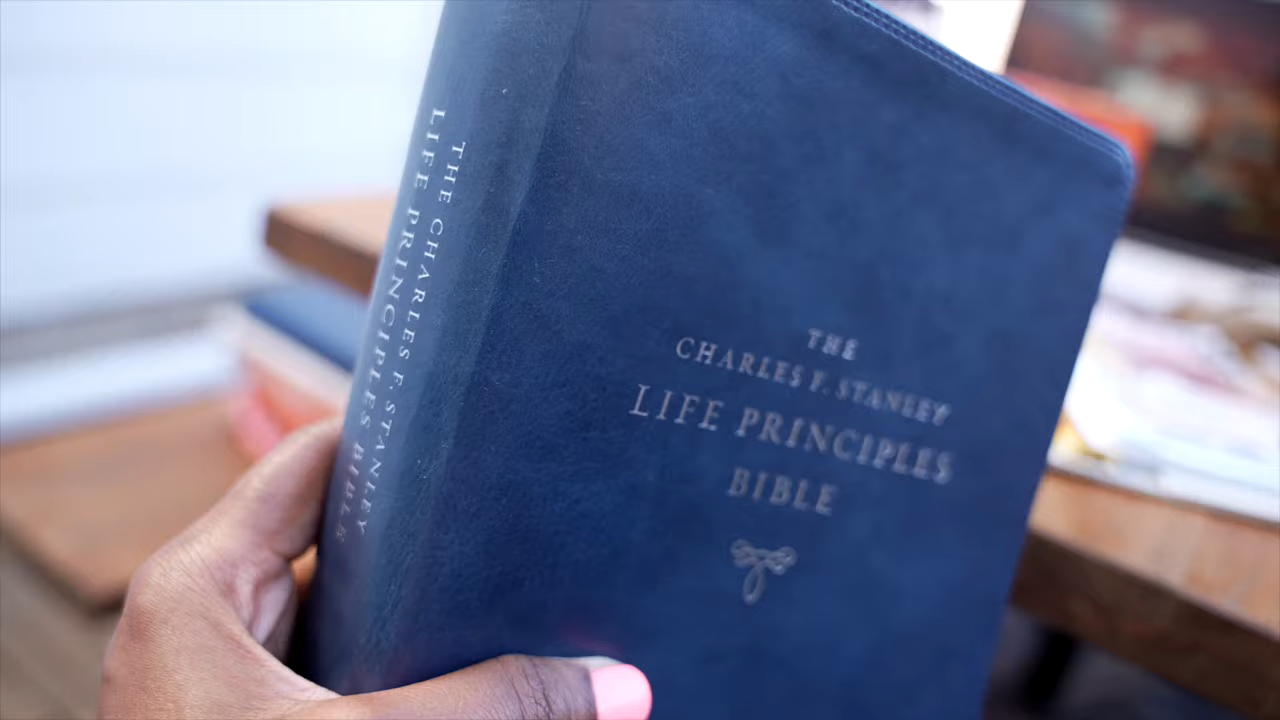 THE CHARLES F. STANLEY
LIFE PRINCIPLES BIBLE
THE
CHARLES F. STANLEY
LIFE PRINCIPLES
BIBLE